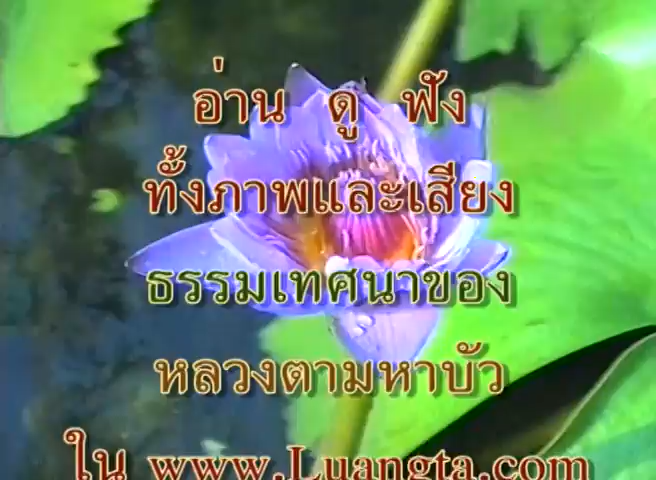 อ่าน ดู ฟัง
ทั้งภาพและเสียง
ธรรมเทศนาของ
หลวงตามหาบัว
ใน www.Luangta.com